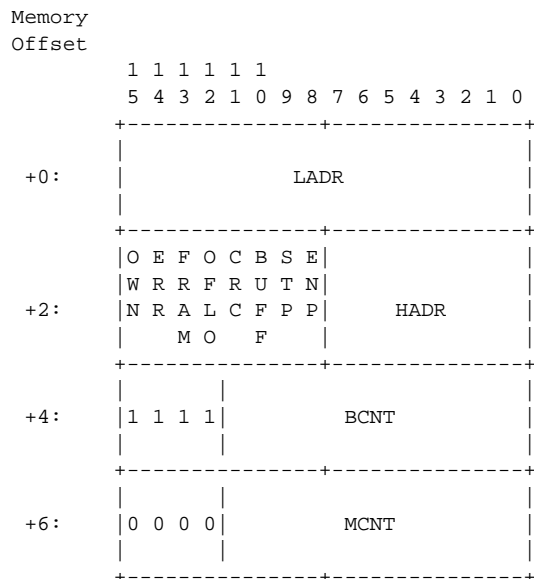 Memory
Offset
1 1 1 1 1 1
5 4 3 2 1 0 9 8 7 6 5 4 3 2 1 0
+---------------+---------------+
| |
+0: | LADR |
| |
+---------------+---------------+
|O E F O C B S E| |
|W R R F R U T N| |
+2: |N R A L C F P P| HADR |
M O F | |
+---------------+---------------+
| | |
+4: |1 1 1 1| BCNT |
| | |
+---------------+---------------+
| | |
+6: |0 0 0 0| MCNT |
| | |
+---------------+---------------+